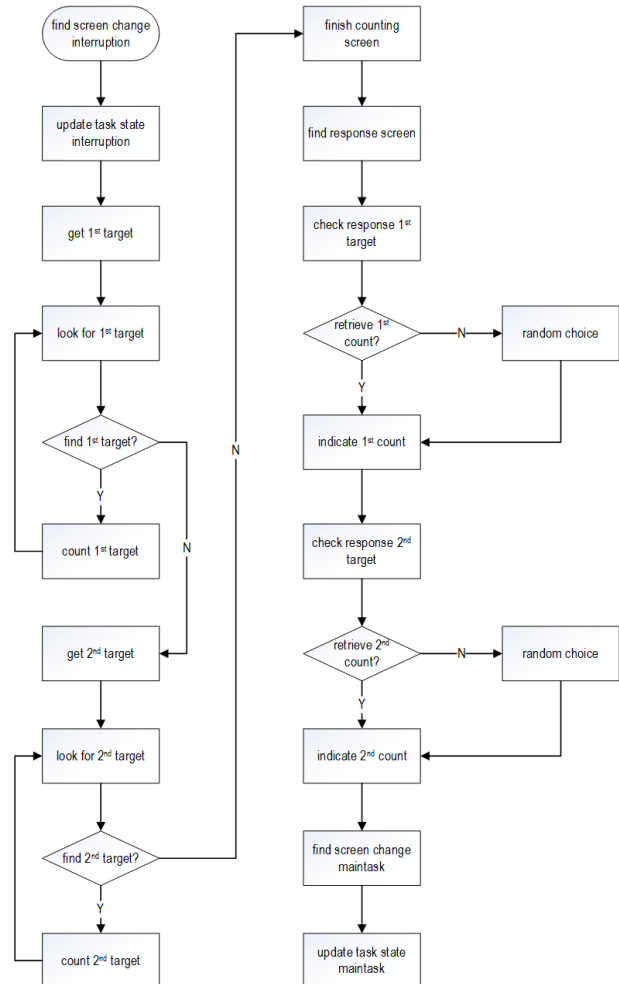 find screen change
interruption
update task state
interruption
get 1st target
look for 1st target
find 1st target?
Y
N
count 1st target
get 2nd target
look for 2nd target
find 2nd target?
Y
N
count 2nd target
finish counting
screen
find response screen
check response 1st
target
retrieve 1st
count?
N
random choice
Y
indicate 1st count
check response 2nd
target
retrieve 2nd
count?
N
random choice
Y
indicate 2nd count
find screen change
maintask
update task state
maintask